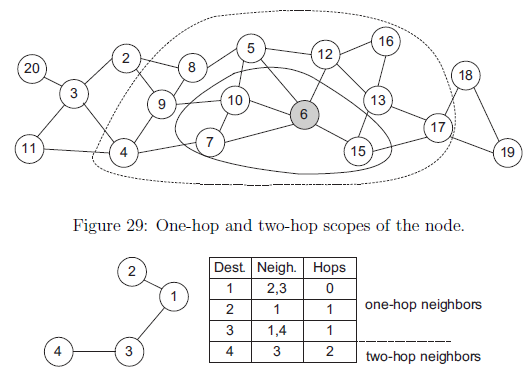 16
5
12
2
20
8
18
3
9
10
13
6
17
11
4
7
15
19
Figure 29: One-hop and two-hop scopes of the node.
2
1
4
3
Dest. Neigh. Hops
1 2,3 0
2 1 1
one-hop neighbors
3 1,4 1
4 3 2
two-hop neighbors